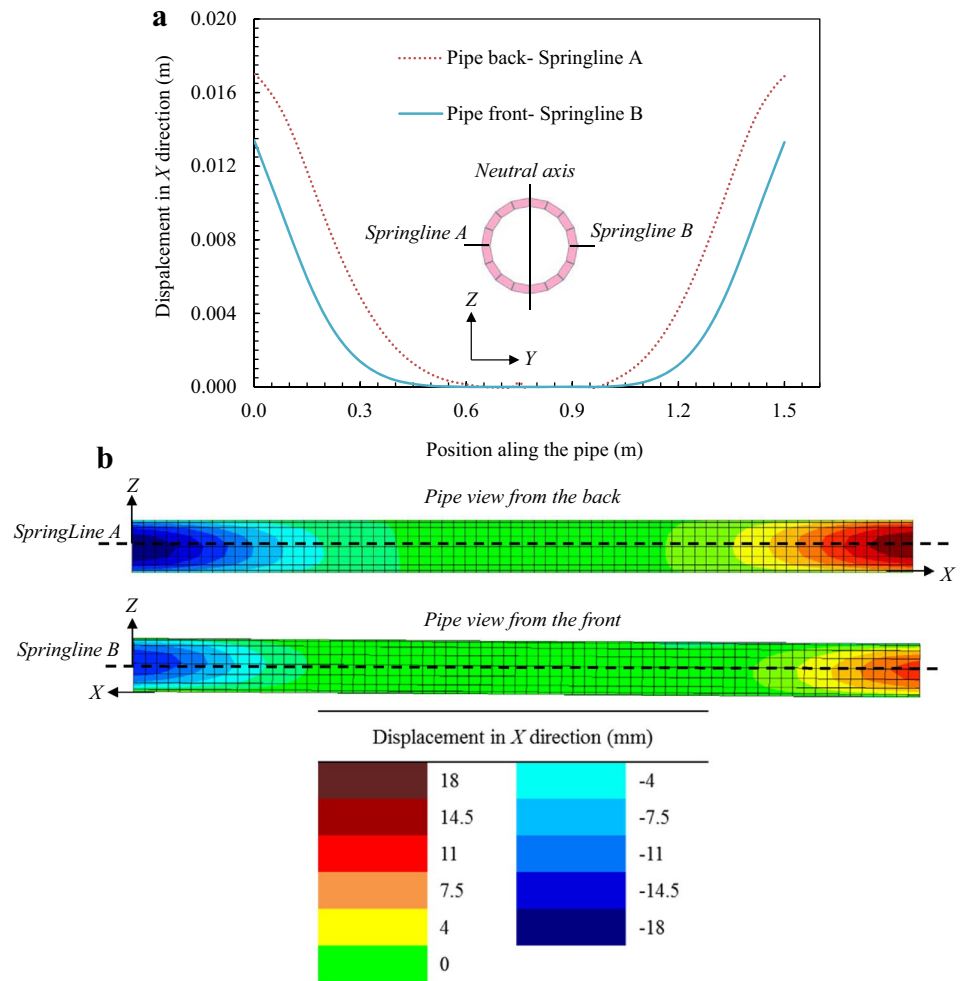 a
0.020
0.016
0.012
0.008
0.004
0.000
Dispalcement in X direction (m)
Pipe back- Springline A
Pipe front- Springline B
Neutral axis
Springline A
Springline B
Z
Y
0.0 0.3 0.6 0.9 1.2 1.5
Position aling the pipe (m)
b
Z
Pipe view from the back
SpringLine A
X
Z
Pipe view from the front
Springline B
X
Displacement in X direction (mm)
18 -4
14.5 -7.5
11 -11
7.5 -14.5
4 -18
0